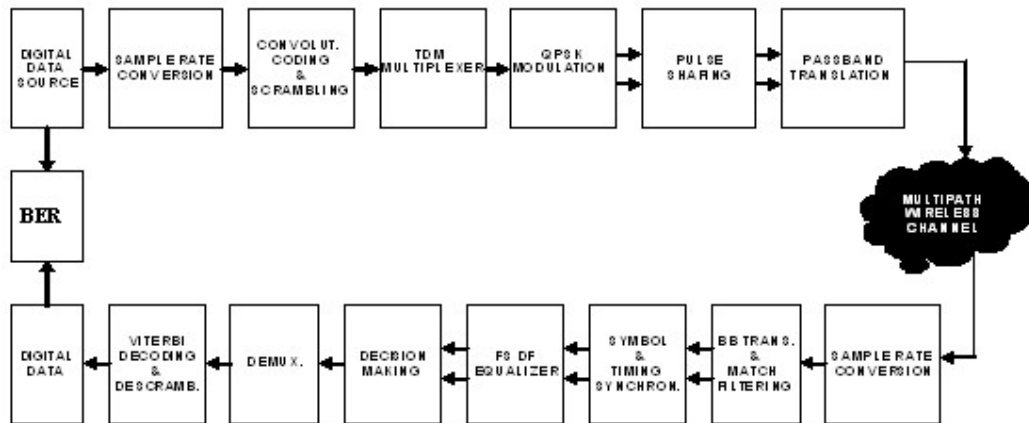 DIGITAL
DATA
SOURCE
SAMPLE RATE
CONVERSION
CONVOLUT.
CODING
&
SCRAMBLING
TDM
MULTIPLEXER
QPSK
MODULATION
PULSE
SHAPING
PASSBAND
TRANSLATION
BER
MULTIPATH
WIRELESS
CHANNEL
DIGITAL
DATA
VITERBI
DECODING
&
DESCRAMB.
DEMUX.
DECISION
MAKING
FS DF
EQUALIZER
SYMBOL
&
TIMING
SYNCHRON.
BB TRANS.
&
MATCH
FILTERING
SAMPLE RATE
CONVERSION